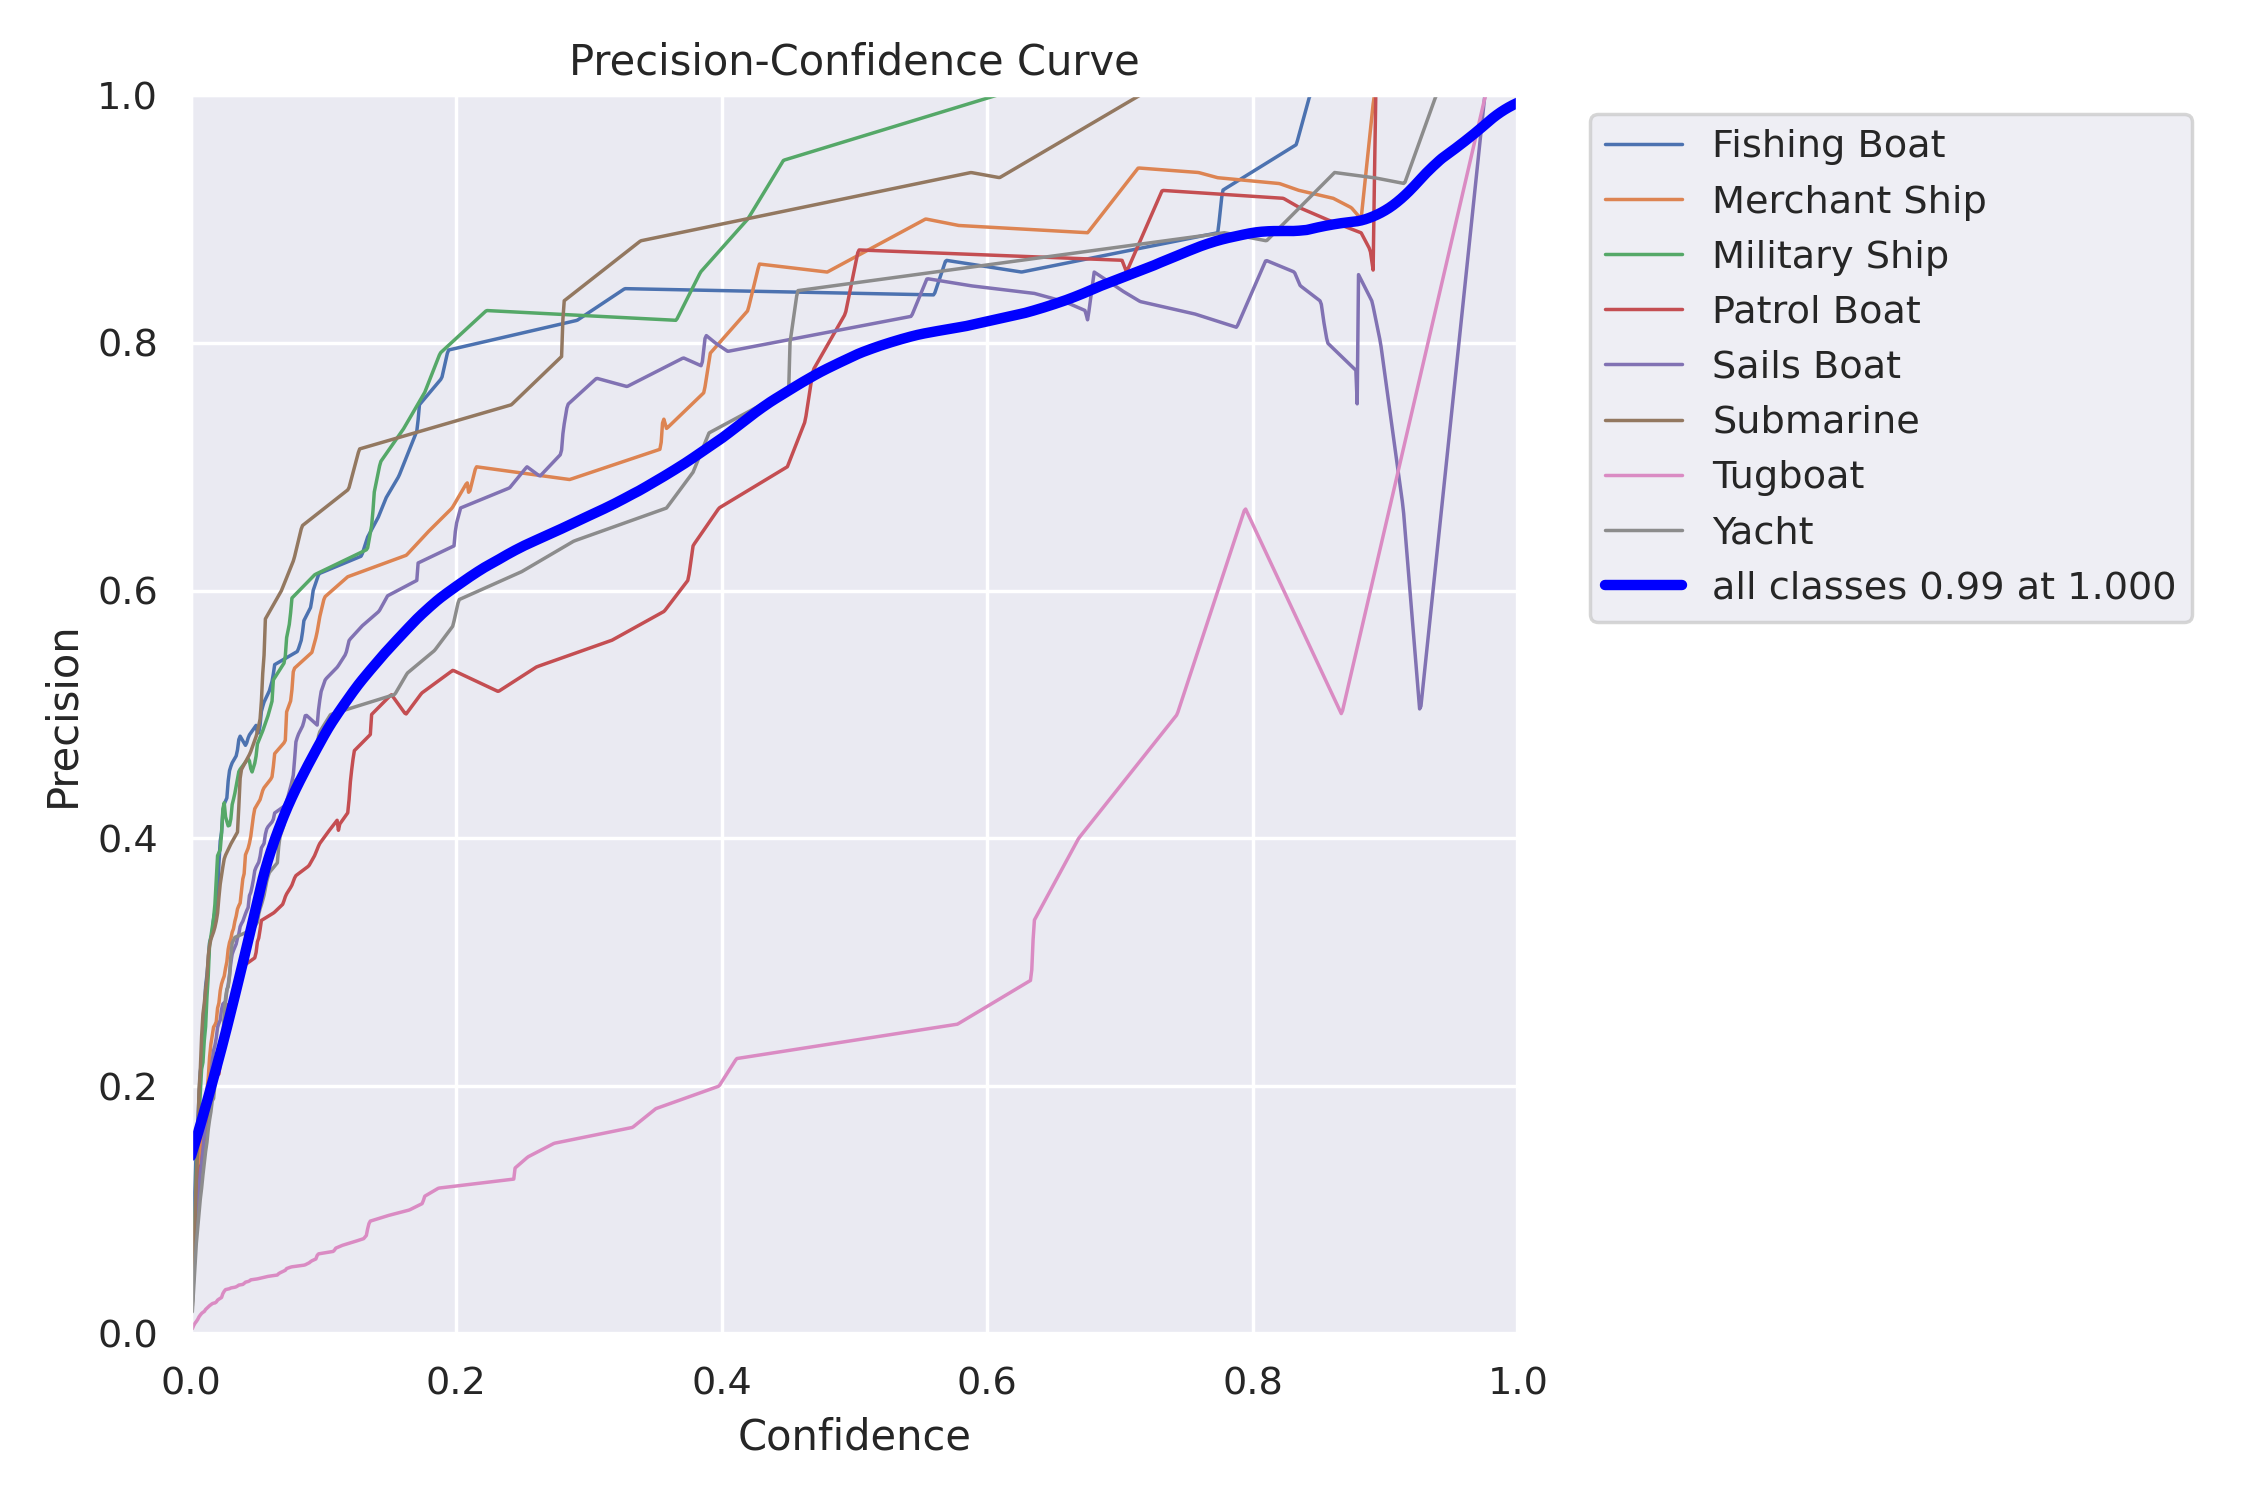 Precision-Confidence Curve
1.0
0.8
0.6
0.4
0.2
0.0
Precision
0.0 0.2 0.4 0.6 0.8 1.0
Confidence
Fishing Boat
Merchant Ship
Military Ship
Patrol Boat
Sails Boat
Submarine
Tugboat
Yacht
all classes 0.99 at 1.000